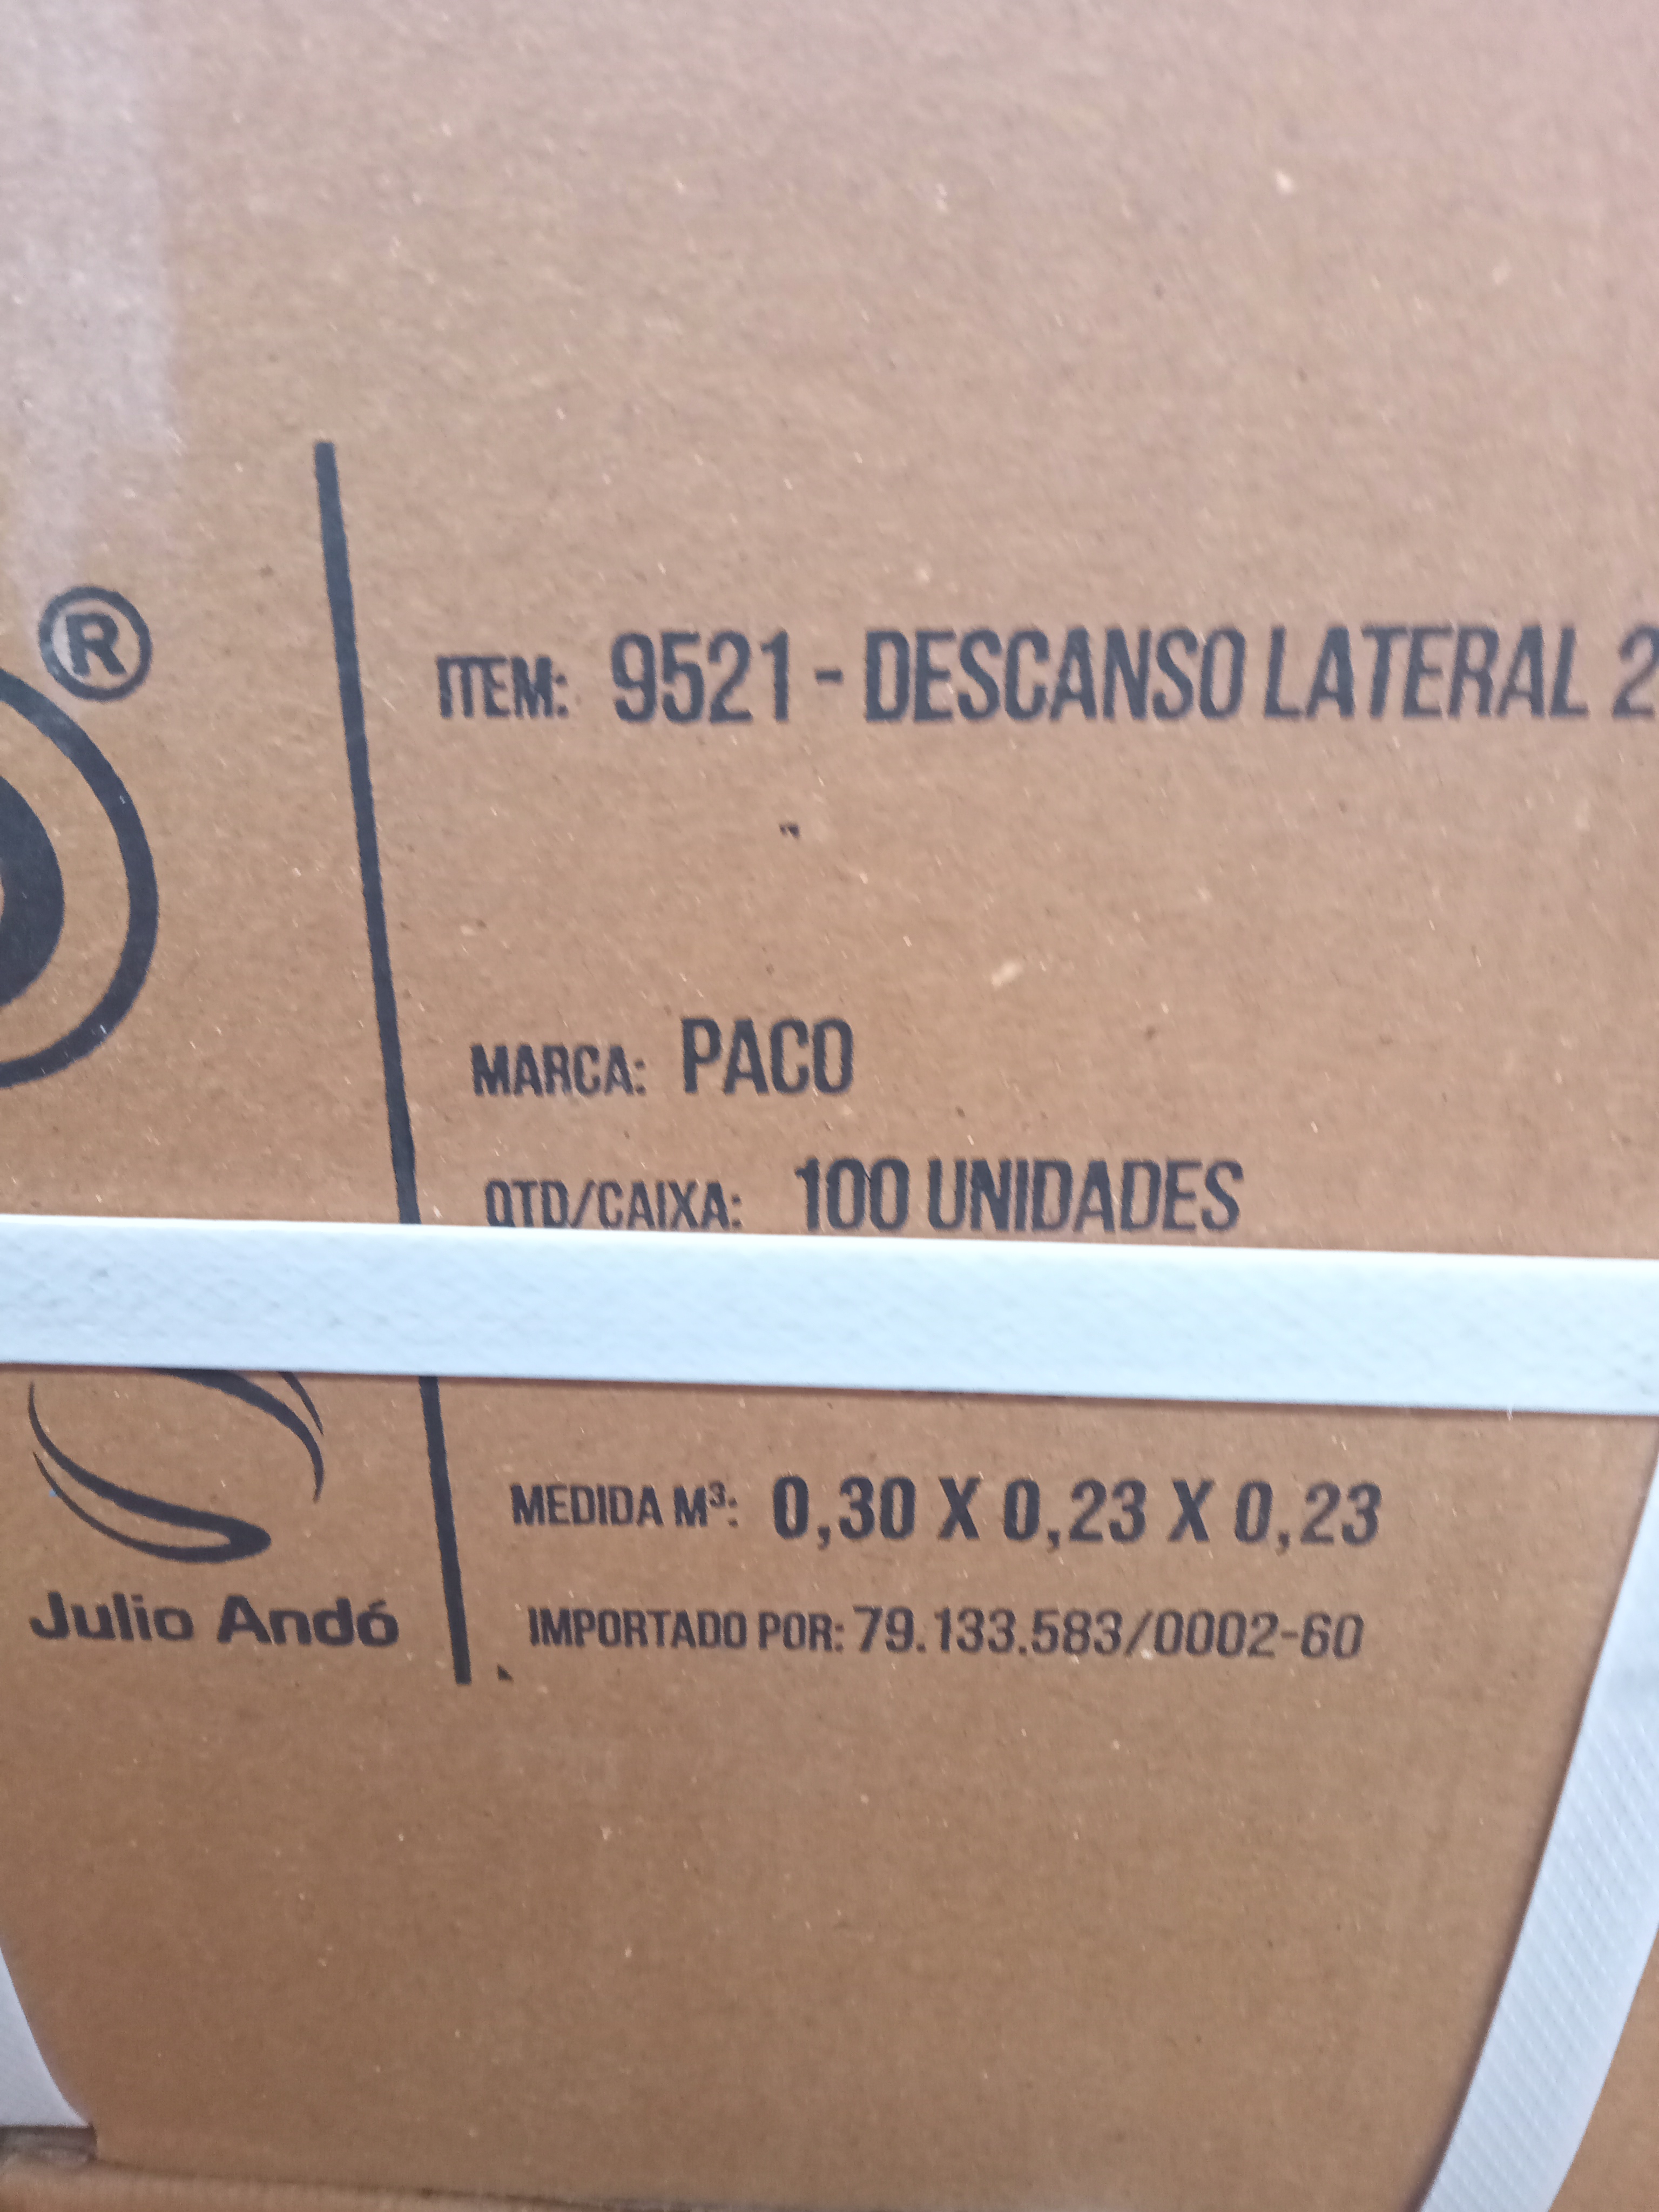 ®
ITEM: 9521 - DESCANSO LATERAL 2
MARCA: PACO
QTD/CAIXA: 100 UNIDADES
MEDIDA M³: 0,30 X 0,23 X 0,23
IMPORTADO POR: 79.133.583/0002-60
Julio Andó